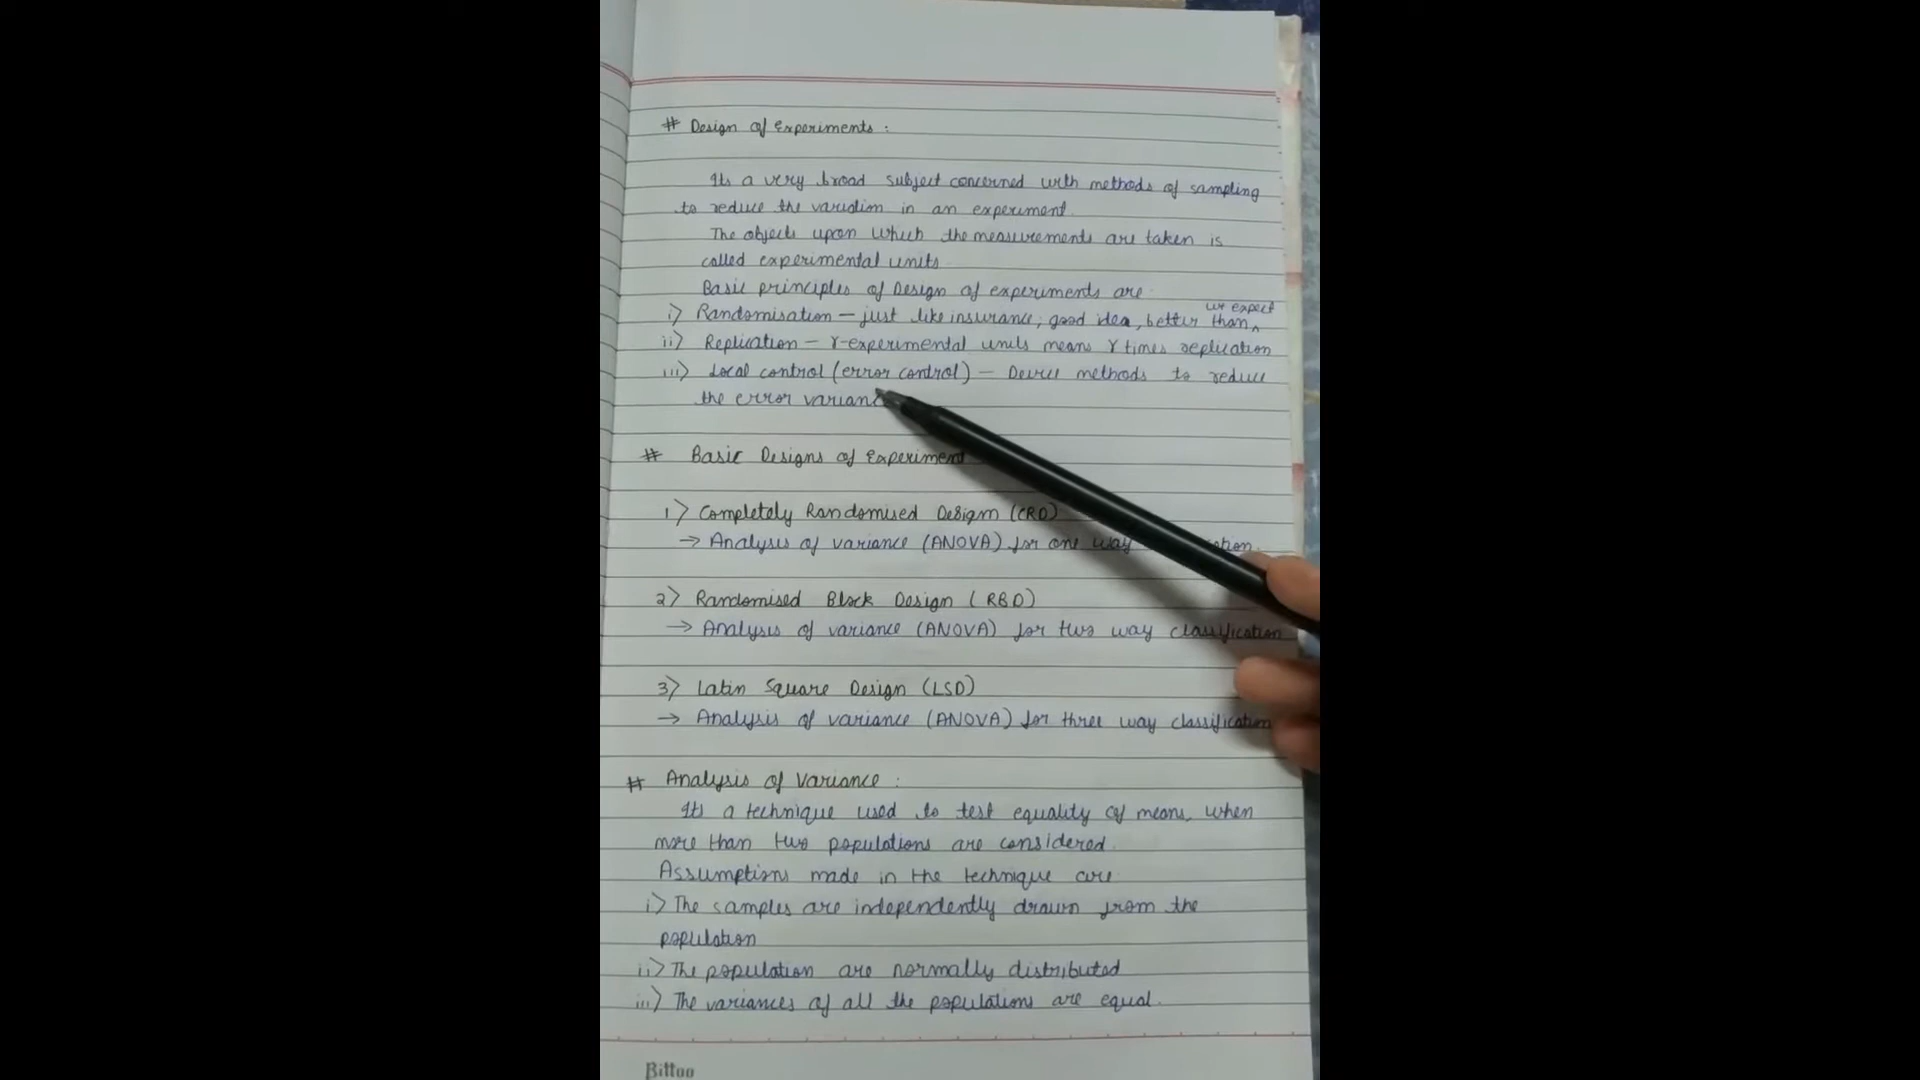 # Design of Experiments :
Its a very broad subject concerned with methods of sampling
to reduce the variation in an experiment.
The objects upon which the measurements are taken is
called experimental units.
Basic principles of Design of experiments are
we expect
i) Randomisation – just like insurance; good idea, better than^
ii) Replication – r-experimental units means r times replication
iii) Local control (error control) – Devise methods to reduce
the error varianc
# Basic Designs of Experiment
1) Completely Randomised Design (CRD)
→ Analysis of variance (ANOVA) for one way
2) Randomised Block Design (RBD)
→ Analysis of variance (ANOVA) for two way classification
3) Latin Square Design (LSD)
→ Analysis of variance (ANOVA) for three way classification
# Analysis of Variance :
Its a technique used to test equality of means, when
more than two populations are considered.
Assumptions made in the technique are
i) The samples are independently drawn from the
population
ii) The population are normally distributed
iii) The variances of all the populations are equal.
Bittoo